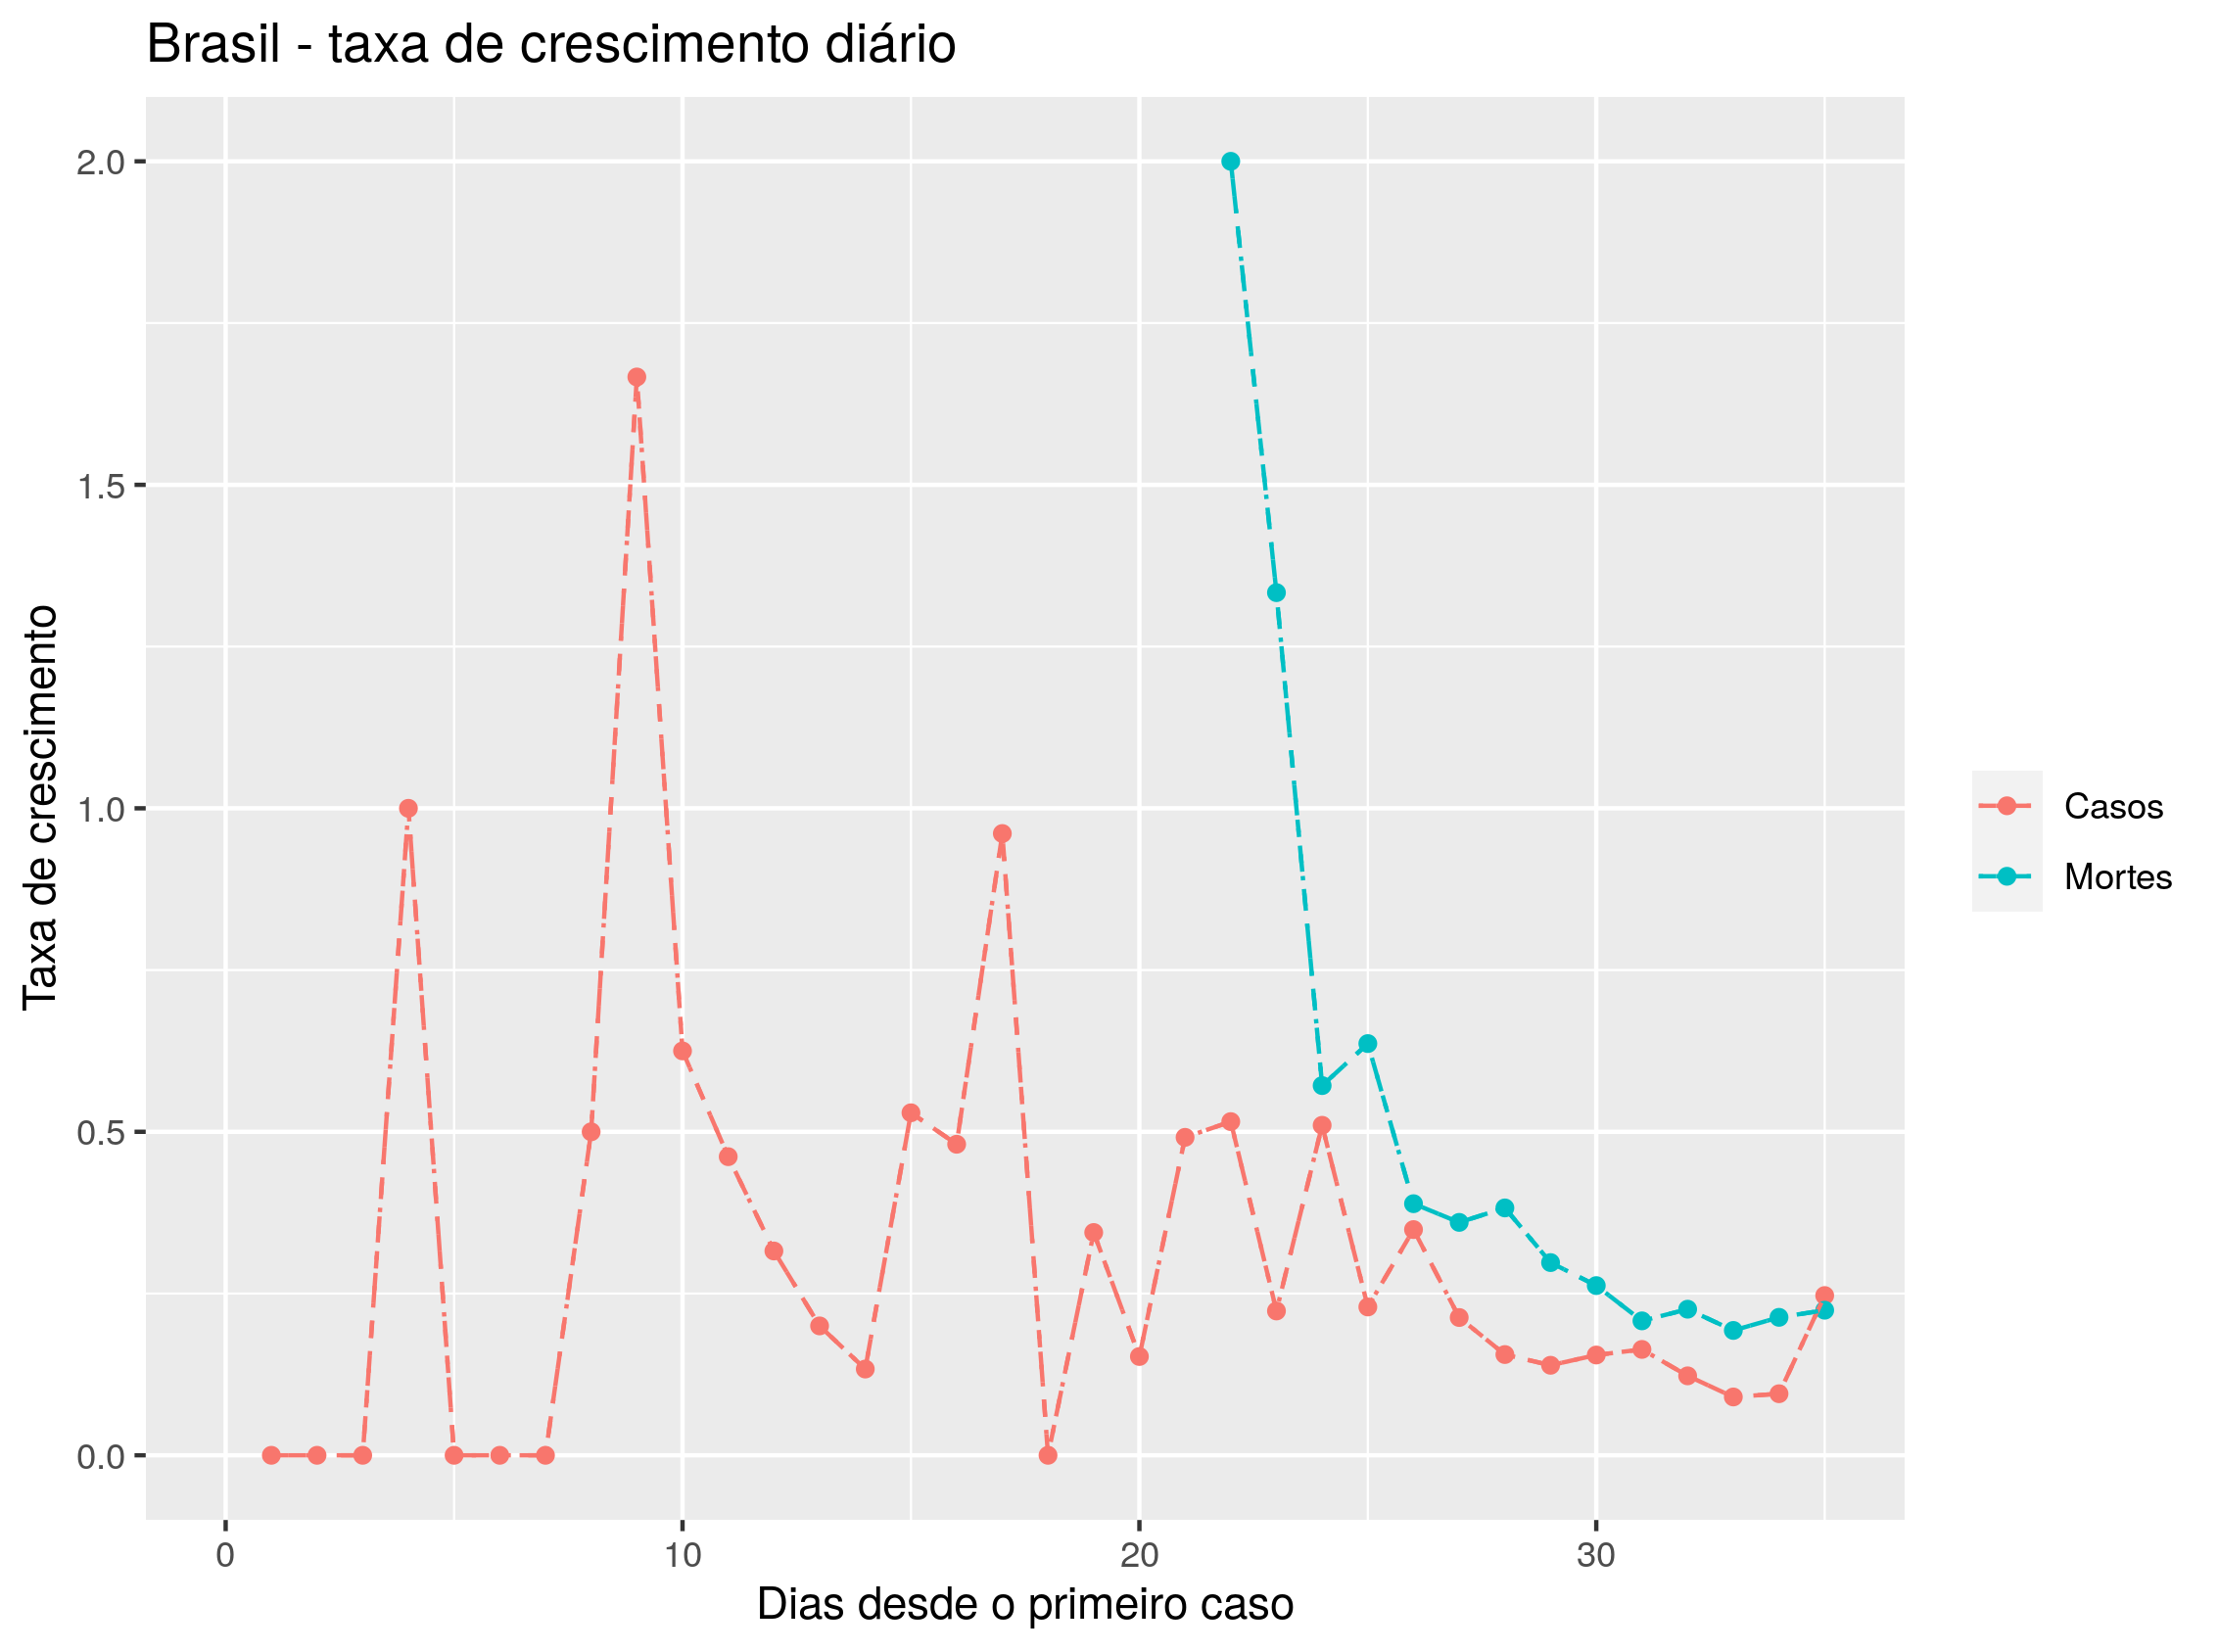 Brasil - taxa de crescimento diário
Taxa de crescimento
2.0
1.5
1.0
0.5
0.0
0
10
20
30
Dias desde o primeiro caso
Casos
Mortes